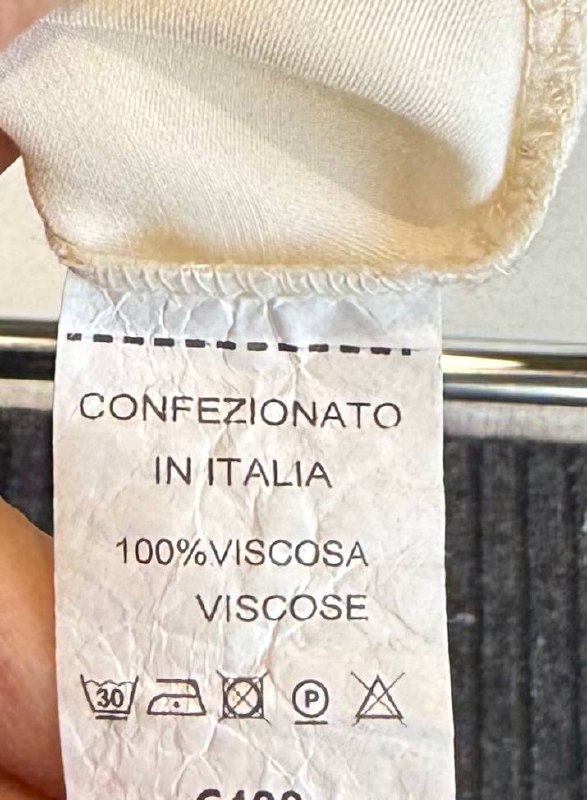 CONFEZIONATO
IN ITALIA
100%VISCOSA
VISCOSE
30
P